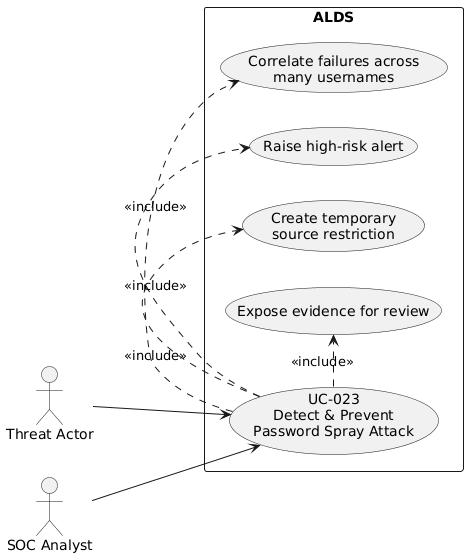 ALDS
Correlate failures across
many usernames
Raise high-risk alert
«include»
Create temporary
source restriction
«include»
Expose evidence for review
«include»
«include»
UC-023
Detect & Prevent
Password Spray Attack
Threat Actor
SOC Analyst